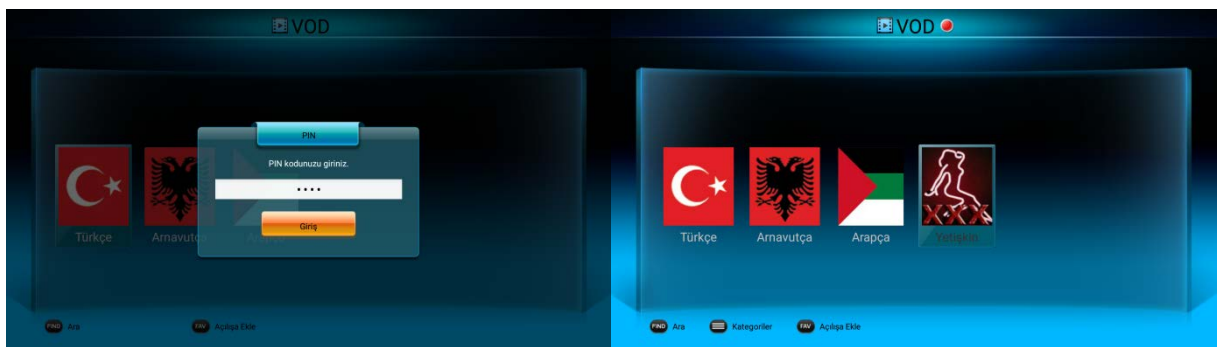 VOD
PIN
PIN kodunuzu giriniz.
••••
Giriş
Türkçe
Arnavutça
Arapça
FIND Ara
FAV Açılışa Ekle
VOD
XXX
Türkçe
Arnavutça
Arapça
Yetişkin
FIND Ara
Kategoriler
FAV Açılışa Ekle